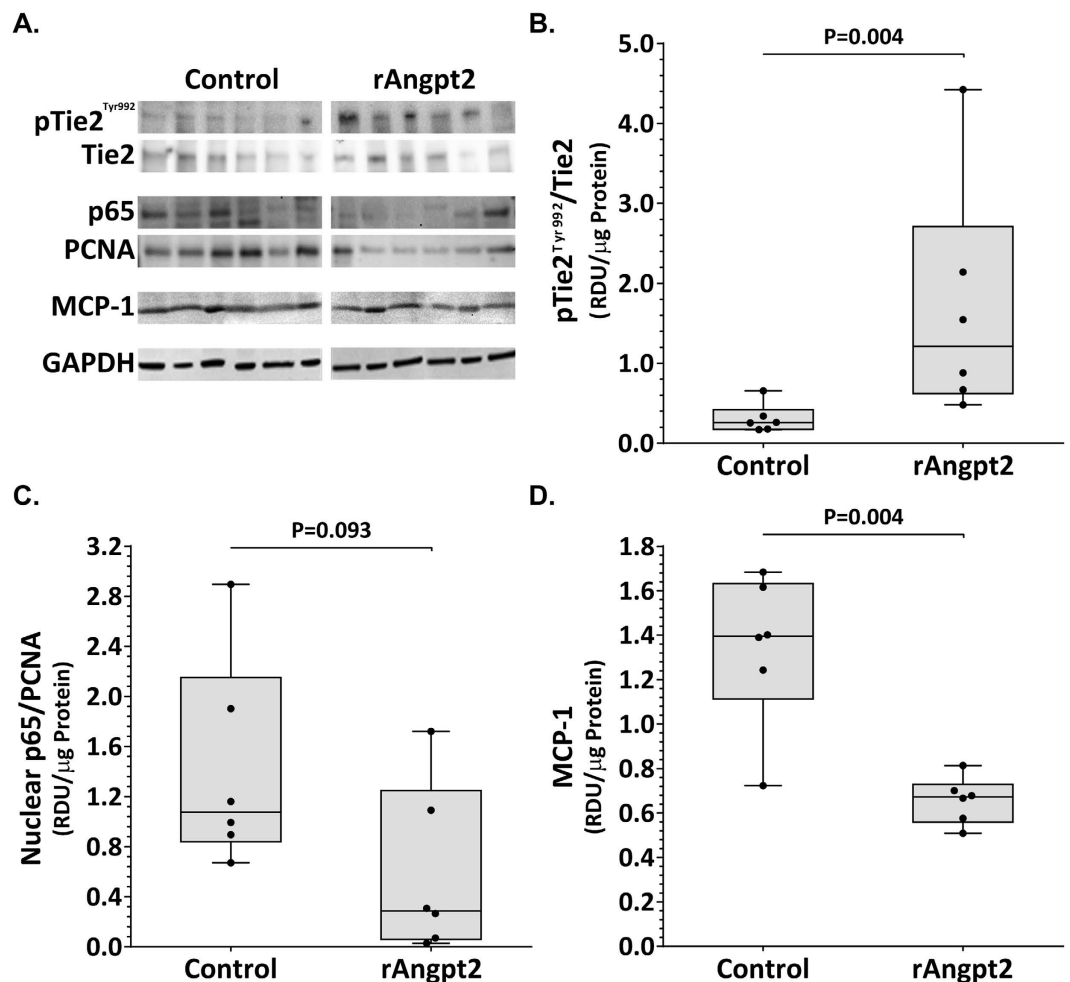 A.
Control rAngpt2
pTie2Tyr992
Tie2
p65
PCNA
MCP-1
GAPDH
B.
P=0.004
5.0
4.0
3.0
2.0
1.0
0.0
pTie2Tyr992/Tie2
(RDU/μg Protein)
Control rAngpt2
C.
P=0.093
3.2
2.8
2.4
2.0
1.6
1.2
0.8
0.4
0.0
Nuclear p65/PCNA
(RDU/μg Protein)
Control rAngpt2
D.
P=0.004
1.8
1.6
1.4
1.2
1.0
0.8
0.6
0.4
0.2
0.0
MCP-1
(RDU/μg Protein)
Control rAngpt2